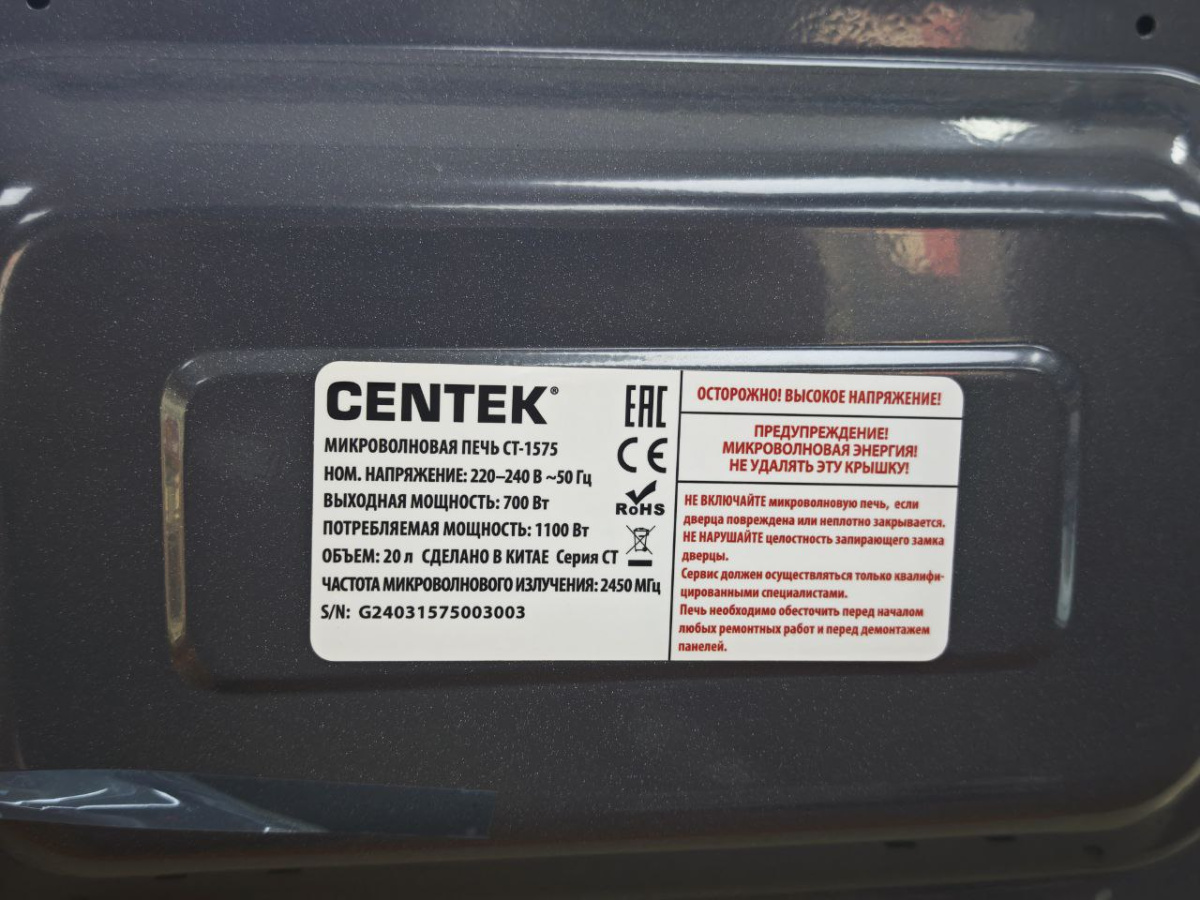 CENTEK®
EAC
МИКРОВОЛНОВАЯ ПЕЧЬ СТ-1575
CE
НОМ. НАПРЯЖЕНИЕ: 220–240 В ~50 Гц
ВЫХОДНАЯ МОЩНОСТЬ: 700 Вт
RoHS
ПОТРЕБЛЯЕМАЯ МОЩНОСТЬ: 1100 Вт
ОБЪЕМ: 20 л СДЕЛАНО В КИТАЕ Серия СТ
ЧАСТОТА МИКРОВОЛНОВОГО ИЗЛУЧЕНИЯ: 2450 МГц
S/N: G24031575003003
ОСТОРОЖНО! ВЫСОКОЕ НАПРЯЖЕНИЕ!
ПРЕДУПРЕЖДЕНИЕ!
МИКРОВОЛНОВАЯ ЭНЕРГИЯ!
НЕ УДАЛЯТЬ ЭТУ КРЫШКУ!
НЕ ВКЛЮЧАЙТЕ микроволновую печь, если
дверца повреждена или неплотно закрывается.
НЕ НАРУШАЙТЕ целостность запирающего замка
дверцы.
Сервис должен осуществляться только квалифи-
цированными специалистами.
Печь необходимо обесточить перед началом
любых ремонтных работ и перед демонтажем
панелей.